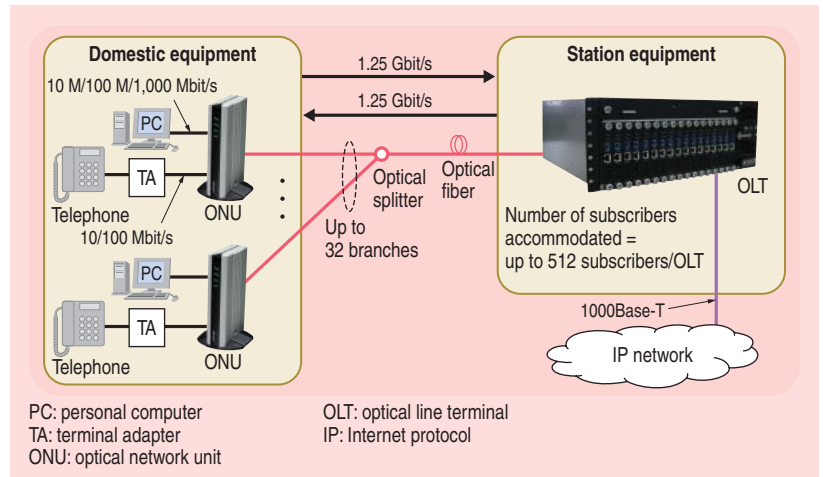 Domestic equipment
10 M/100 M/1,000 Mbit/s
PC
TA
Telephone
ONU
10/100 Mbit/s
PC
TA
Telephone
ONU
1.25 Gbit/s
1.25 Gbit/s
Optical
splitter
Optical
fiber
Up to
32 branches
Station equipment
OLT
Number of subscribers
accommodated =
up to 512 subscribers/OLT
1000Base-T
IP network
PC: personal computer
TA: terminal adapter
ONU: optical network unit
OLT: optical line terminal
IP: Internet protocol